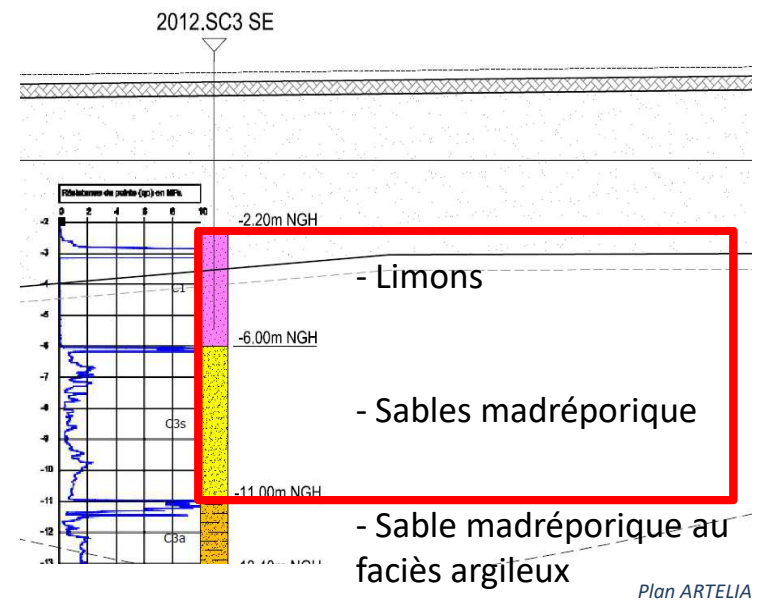 2012.SC3 SE
Résistance de pointe (qp) en MPa
0 2 4 6 8 10
-2
-2.20m NGH
-3
- Limons
-4
C1
-5
-6
-6.00m NGH
-7
-8
- Sables madréporique
C3s
-9
-10
-11
-11.00m NGH
- Sable madréporique au
-12
C3a
faciès argileux
-13
Plan ARTELIA